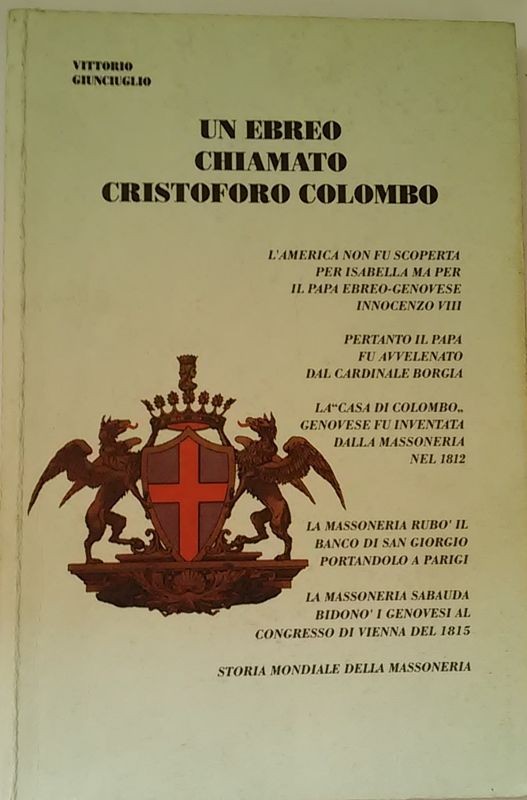 VITTORIO
GIUNCIUGLIO
UN EBREO
CHIAMATO
CRISTOFORO COLOMBO
L'AMERICA NON FU SCOPERTA
PER ISABELLA MA PER
IL PAPA EBREO-GENOVESE
INNOCENZO VIII
PERTANTO IL PAPA
FU AVVELENATO
DAL CARDINALE BORGIA
LA “CASA DI COLOMBO„
GENOVESE FU INVENTATA
DALLA MASSONERIA
NEL 1812
LA MASSONERIA RUBO' IL
BANCO DI SAN GIORGIO
PORTANDOLO A PARIGI
LA MASSONERIA SABAUDA
BIDONO' I GENOVESI AL
CONGRESSO DI VIENNA DEL 1815
STORIA MONDIALE DELLA MASSONERIA